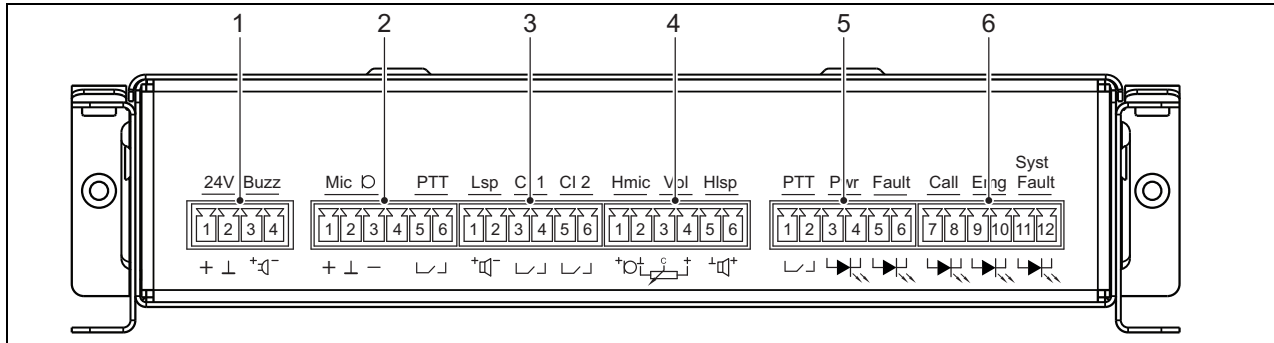 1 2 3 4 5 6
Syst
24V Buzz Mic PTT Lsp CI 1 CI 2 Hmic Vol Hlsp PTT Pwr Fault Call Emg Fault
1 2 3 4 1 2 3 4 5 6 1 2 3 4 5 6 1 2 3 4 5 6 1 2 3 4 5 6 7 8 9 10 11 12
+ ⊥ + - + ⊥ - + - + ⊥ c + ⊥ +